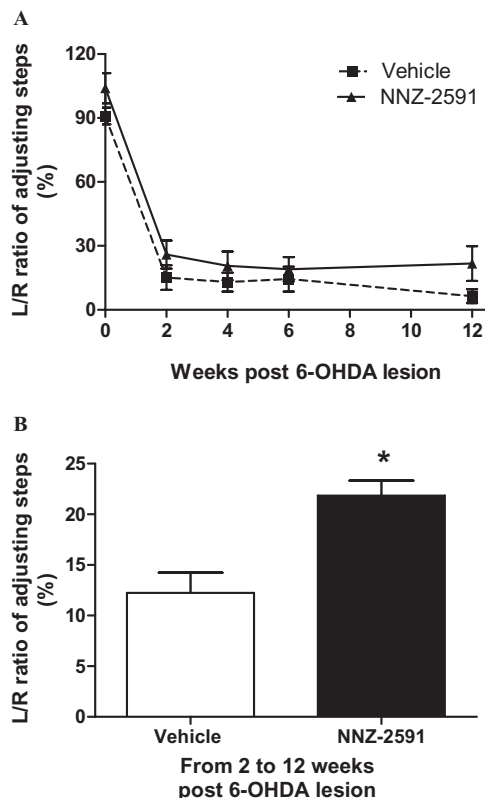 A
L/R ratio of adjusting steps
(%)
120
90
60
30
0
Vehicle
NNZ-2591
0 2 4 6 8 10 12
Weeks post 6-OHDA lesion
B
L/R ratio of adjusting steps
(%)
25
20
15
10
5
0
*
Vehicle NNZ-2591
From 2 to 12 weeks
post 6-OHDA lesion